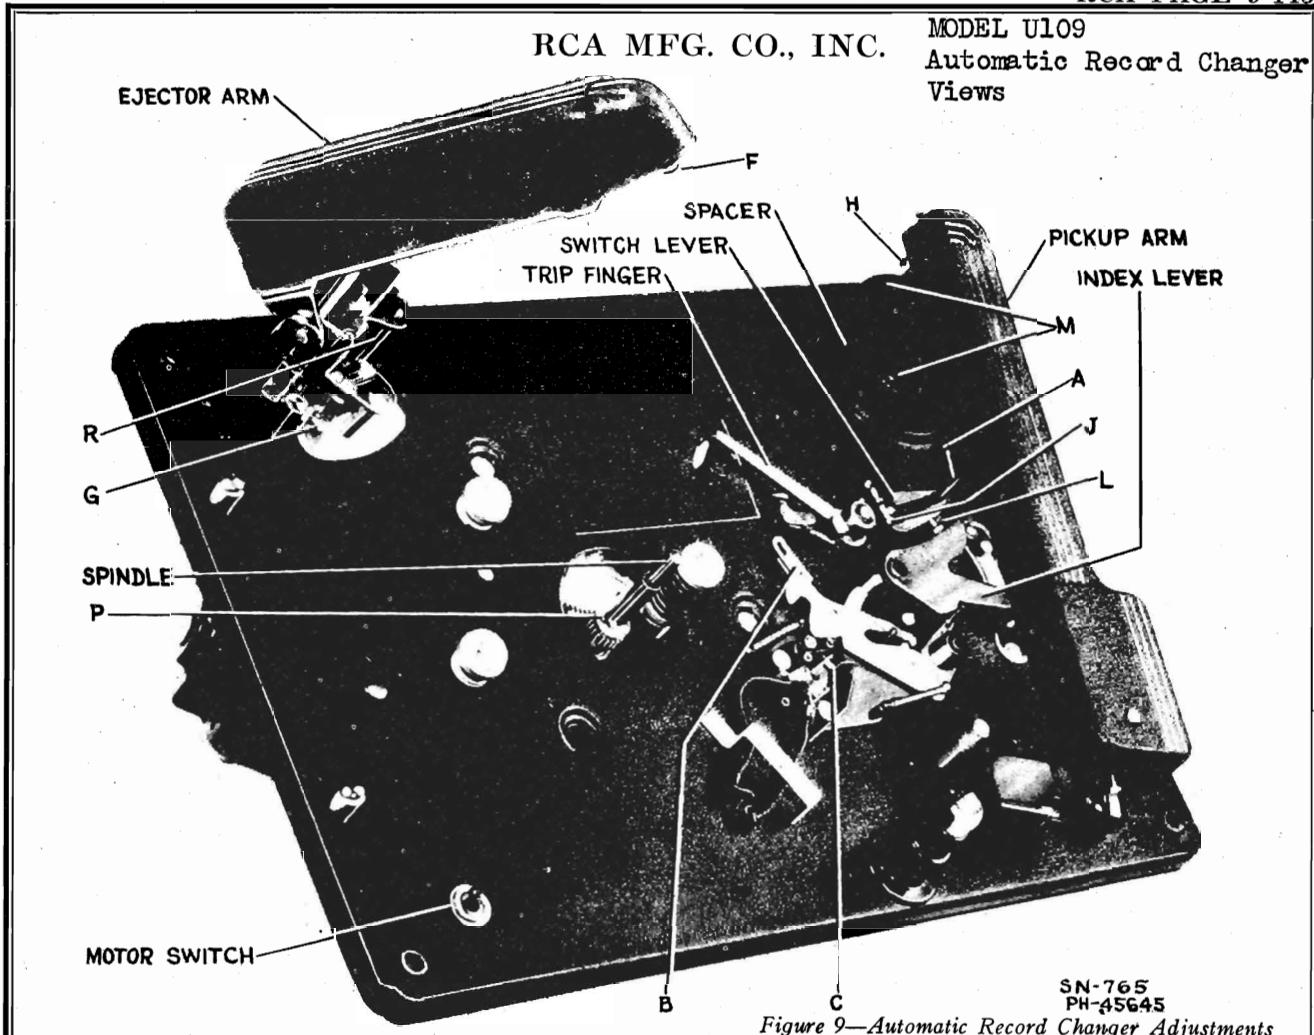 RCA MFG. CO., INC.
MODEL U109
Automatic Record Changer
Views
EJECTOR ARM
F
SPACER
H
SWITCH LEVER
PICKUP ARM
TRIP FINGER
INDEX LEVER
M
A
R
J
G
L
SPINDLE
P
MOTOR SWITCH
B
C
SN-765
PH-45645
Figure 9—Automatic Record Changer Adjustments